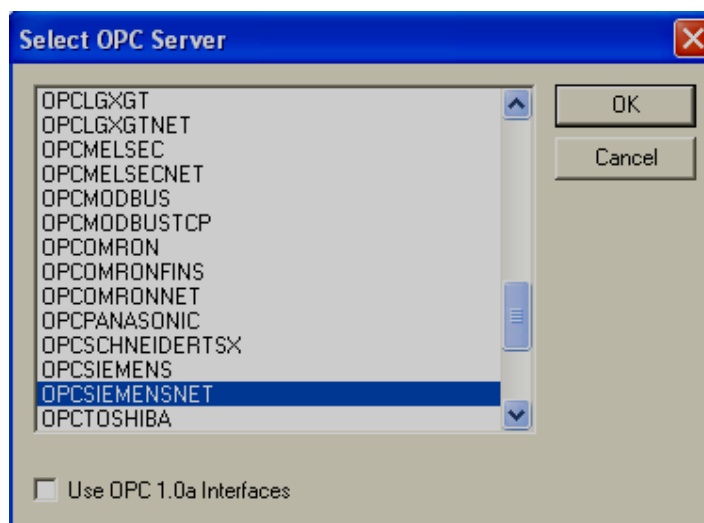 Select OPC Server
OPCLGXGT
OPCLGXGTNET
OPCMELSEC
OPCMELSECNET
OPCMODBUS
OPCMODBUSTCP
OPCOMRON
OPCOMRONFINS
OPCOMRONNET
OPCPANASONIC
OPCSCHNEIDERTSX
OPCSIEMENS
OPCSIEMENSNET
OPCTOSHIBA
OK
Cancel
Use OPC 1.0a Interfaces